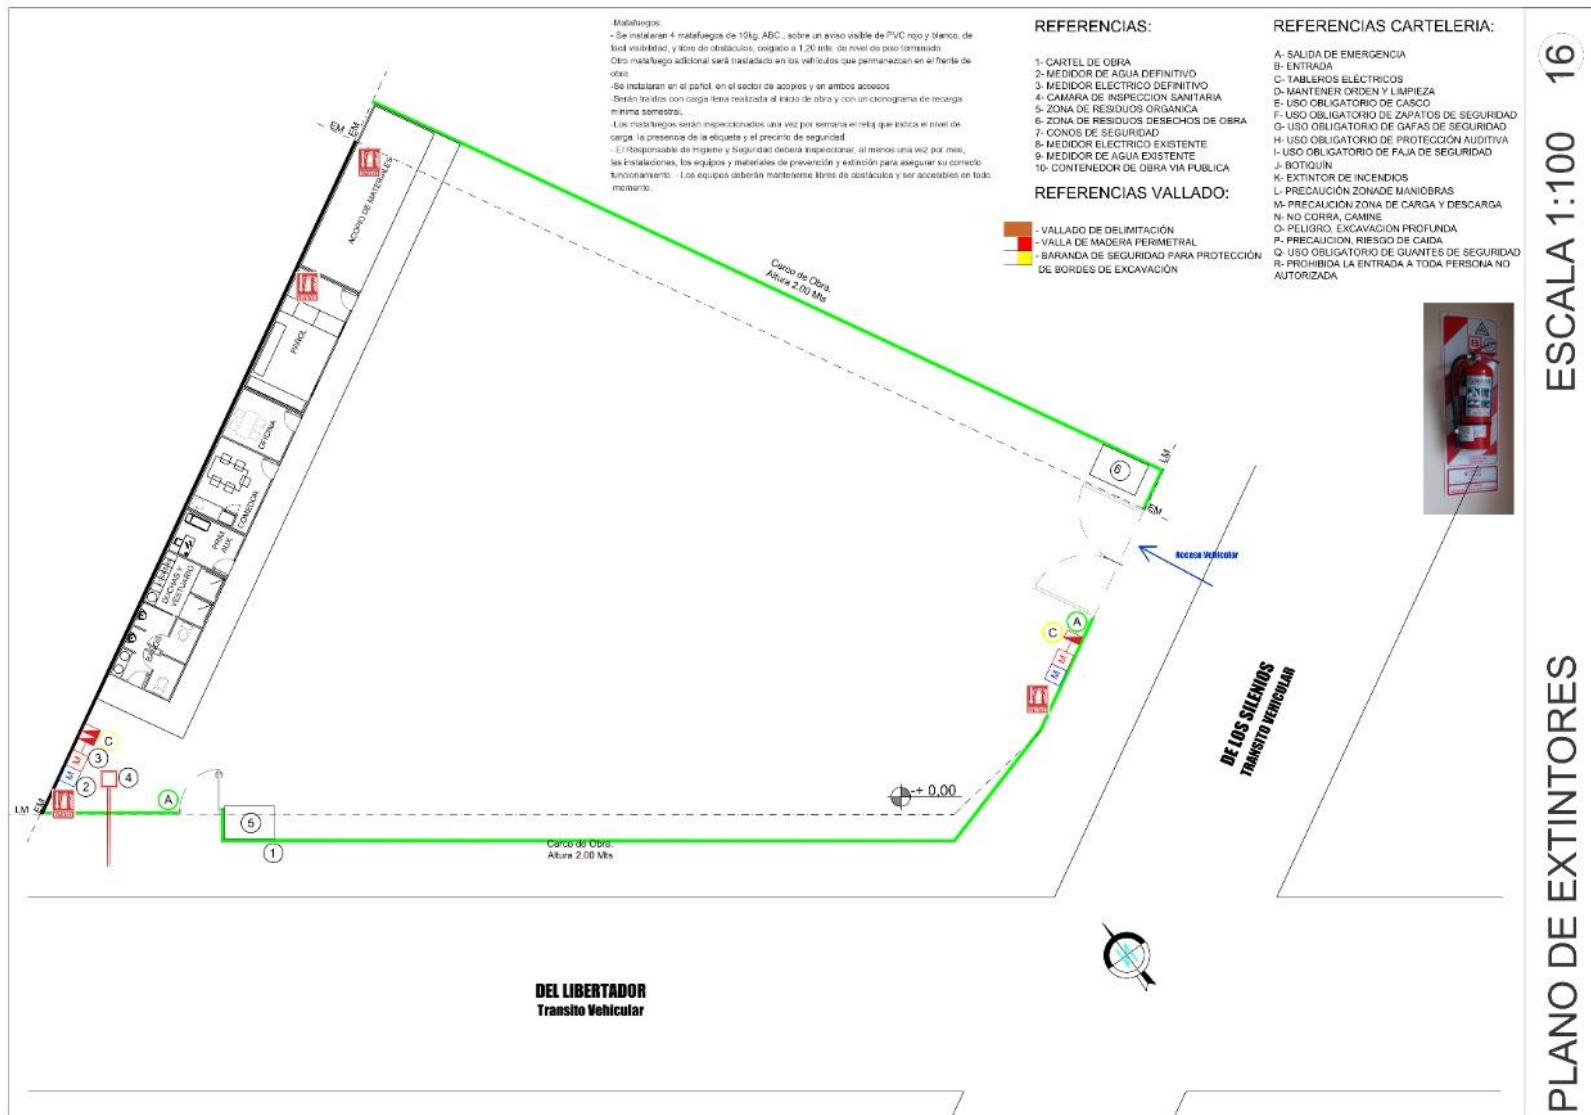 -Matafuegos:
- Se instalaran 4 matafuegos de 10kg. ABC., sobre un aviso visible de PVC rojo y blanco, de
fácil visibilidad, y libre de obstáculos, colgado a 1,20 mts. de nivel de piso terminado.
Otro matafuego adicional será trasladado en los vehículos que permanezcan en el frente de
obra.
-Se instalaran en el pañol, en el sector de acopios y en ambos accesos
-Serán traídos con carga llena realizada al inicio de obra y con un cronograma de recarga
mínima semestral.
-Los matafuegos serán inspeccionados una vez por semana el reloj que indica el nivel de
carga, la presencia de la etiqueta y el precinto de seguridad.
- El Responsable de Higiene y Seguridad deberá inspeccionar, al menos una vez por mes,
las instalaciones, los equipos y materiales de prevención y extinción para asegurar su correcto
funcionamiento. - Los equipos deberán mantenerse libres de obstáculos y ser accesibles en todo
momento.
REFERENCIAS:
1- CARTEL DE OBRA
2- MEDIDOR DE AGUA DEFINITIVO
3- MEDIDOR ELECTRICO DEFINITIVO
4- CAMARA DE INSPECCION SANITARIA
5- ZONA DE RESIDUOS ORGANICA
6- ZONA DE RESIDUOS DESECHOS DE OBRA
7- CONOS DE SEGURIDAD
8- MEDIDOR ELECTRICO EXISTENTE
9- MEDIDOR DE AGUA EXISTENTE
10- CONTENEDOR DE OBRA VIA PUBLICA
REFERENCIAS VALLADO:
- VALLADO DE DELIMITACIÓN
- VALLA DE MADERA PERIMETRAL
- BARANDA DE SEGURIDAD PARA PROTECCIÓN
DE BORDES DE EXCAVACIÓN
REFERENCIAS CARTELERIA:
A- SALIDA DE EMERGENCIA
B- ENTRADA
C- TABLEROS ELÉCTRICOS
D- MANTENER ORDEN Y LIMPIEZA
E- USO OBLIGATORIO DE CASCO
F- USO OBLIGATORIO DE ZAPATOS DE SEGURIDAD
G- USO OBLIGATORIO DE GAFAS DE SEGURIDAD
H- USO OBLIGATORIO DE PROTECCIÓN AUDITIVA
I- USO OBLIGATORIO DE FAJA DE SEGURIDAD
J- BOTIQUÍN
K- EXTINTOR DE INCENDIOS
L- PRECAUCIÓN ZONADE MANIOBRAS
M- PRECAUCIÓN ZONA DE CARGA Y DESCARGA
N- NO CORRA, CAMINE
O- PELIGRO, EXCAVACION PROFUNDA
P- PRECAUCION, RIESGO DE CAIDA
Q- USO OBLIGATORIO DE GUANTES DE SEGURIDAD
R- PROHIBIDA LA ENTRADA A TODA PERSONA NO
AUTORIZADA
16
ESCALA 1:100
PLANO DE EXTINTORES
EM
EM
ACOPIO DE MATERIALES
PAÑOL
OFICINA
COMEDOR
PRIM.
AUX.
DUCHAS Y
VESTUARIO
BAÑOS
Cerco de Obra.
Altura 2.00 Mts
6
LM
EM
Acceso Vehicular
A
C
M
M
DE LOS SILENIOS
TRANSITO VEHICULAR
C
M
3
M
2
4
A
LM
EM
5
1
+- 0,00
Cerco de Obra.
Altura 2.00 Mts
DEL LIBERTADOR
Transito Vehicular